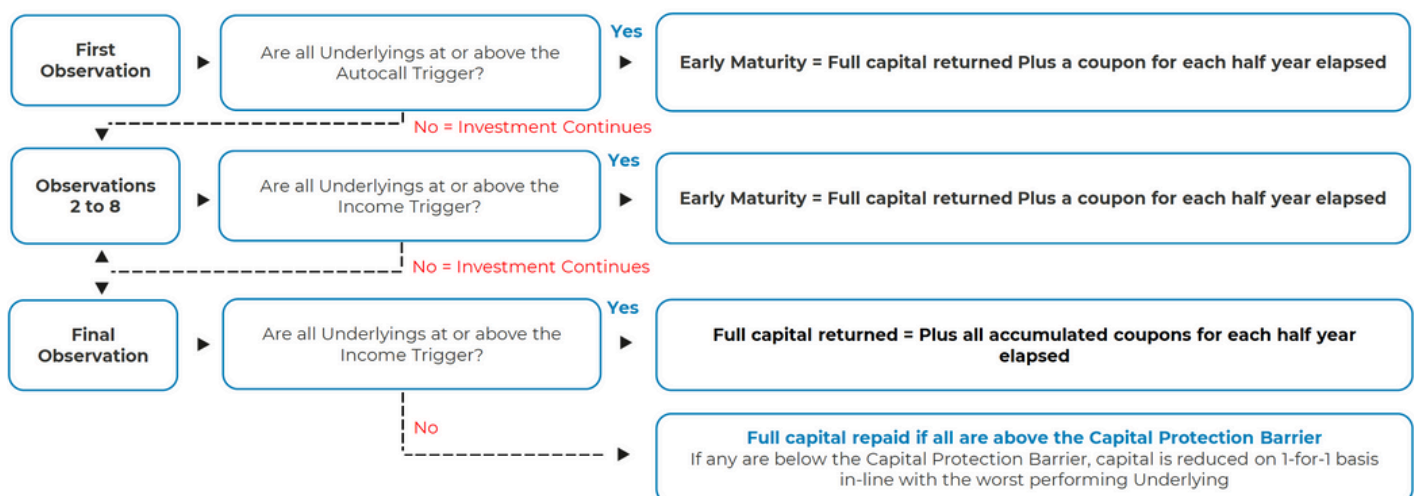 First
Observation
Are all Underlyings at or above the
Autocall Trigger?
Yes
Early Maturity = Full capital returned Plus a coupon for each half year elapsed
No = Investment Continues
Observations
2 to 8
Are all Underlyings at or above the
Income Trigger?
Yes
Early Maturity = Full capital returned Plus a coupon for each half year elapsed
No = Investment Continues
Final
Observation
Are all Underlyings at or above the
Income Trigger?
Yes
Full capital returned = Plus all accumulated coupons for each half year
elapsed
No
Full capital repaid if all are above the Capital Protection Barrier
If any are below the Capital Protection Barrier, capital is reduced on 1-for-1 basis
in-line with the worst performing Underlying